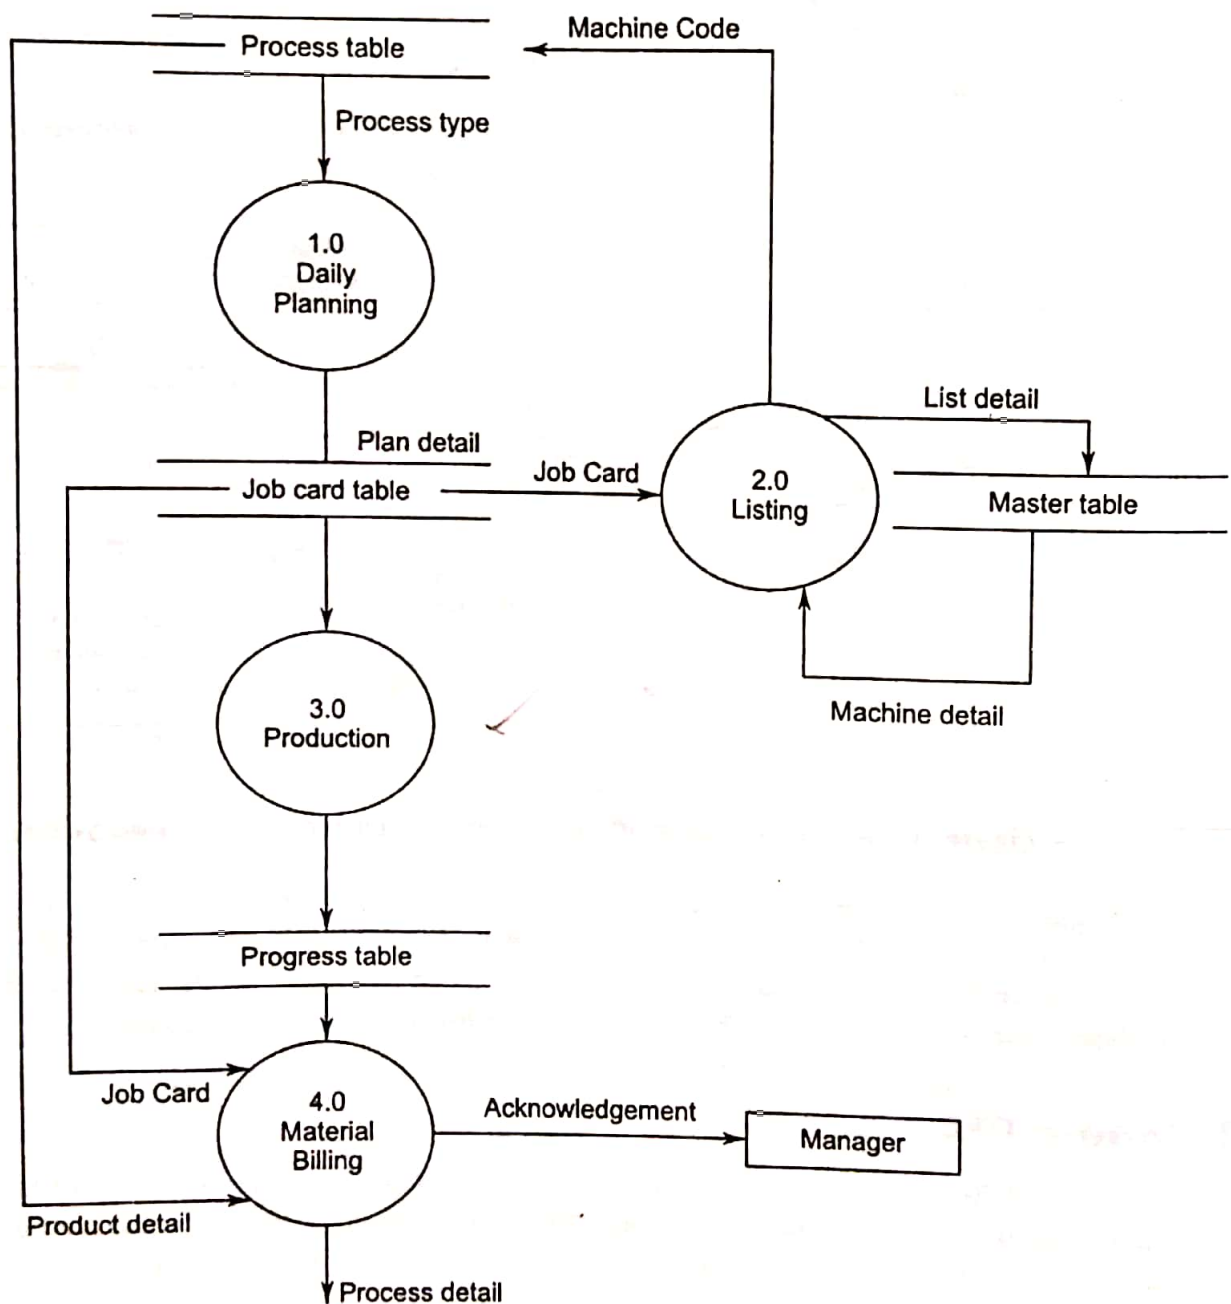 Machine Code
Process table
Process type
1.0
Daily
Planning
List detail
Plan detail
Job Card
2.0
Listing
Job card table
Master table
3.0
Production
Machine detail
Progress table
Job Card
4.0
Material
Billing
Acknowledgement
Manager
Product detail
Process detail